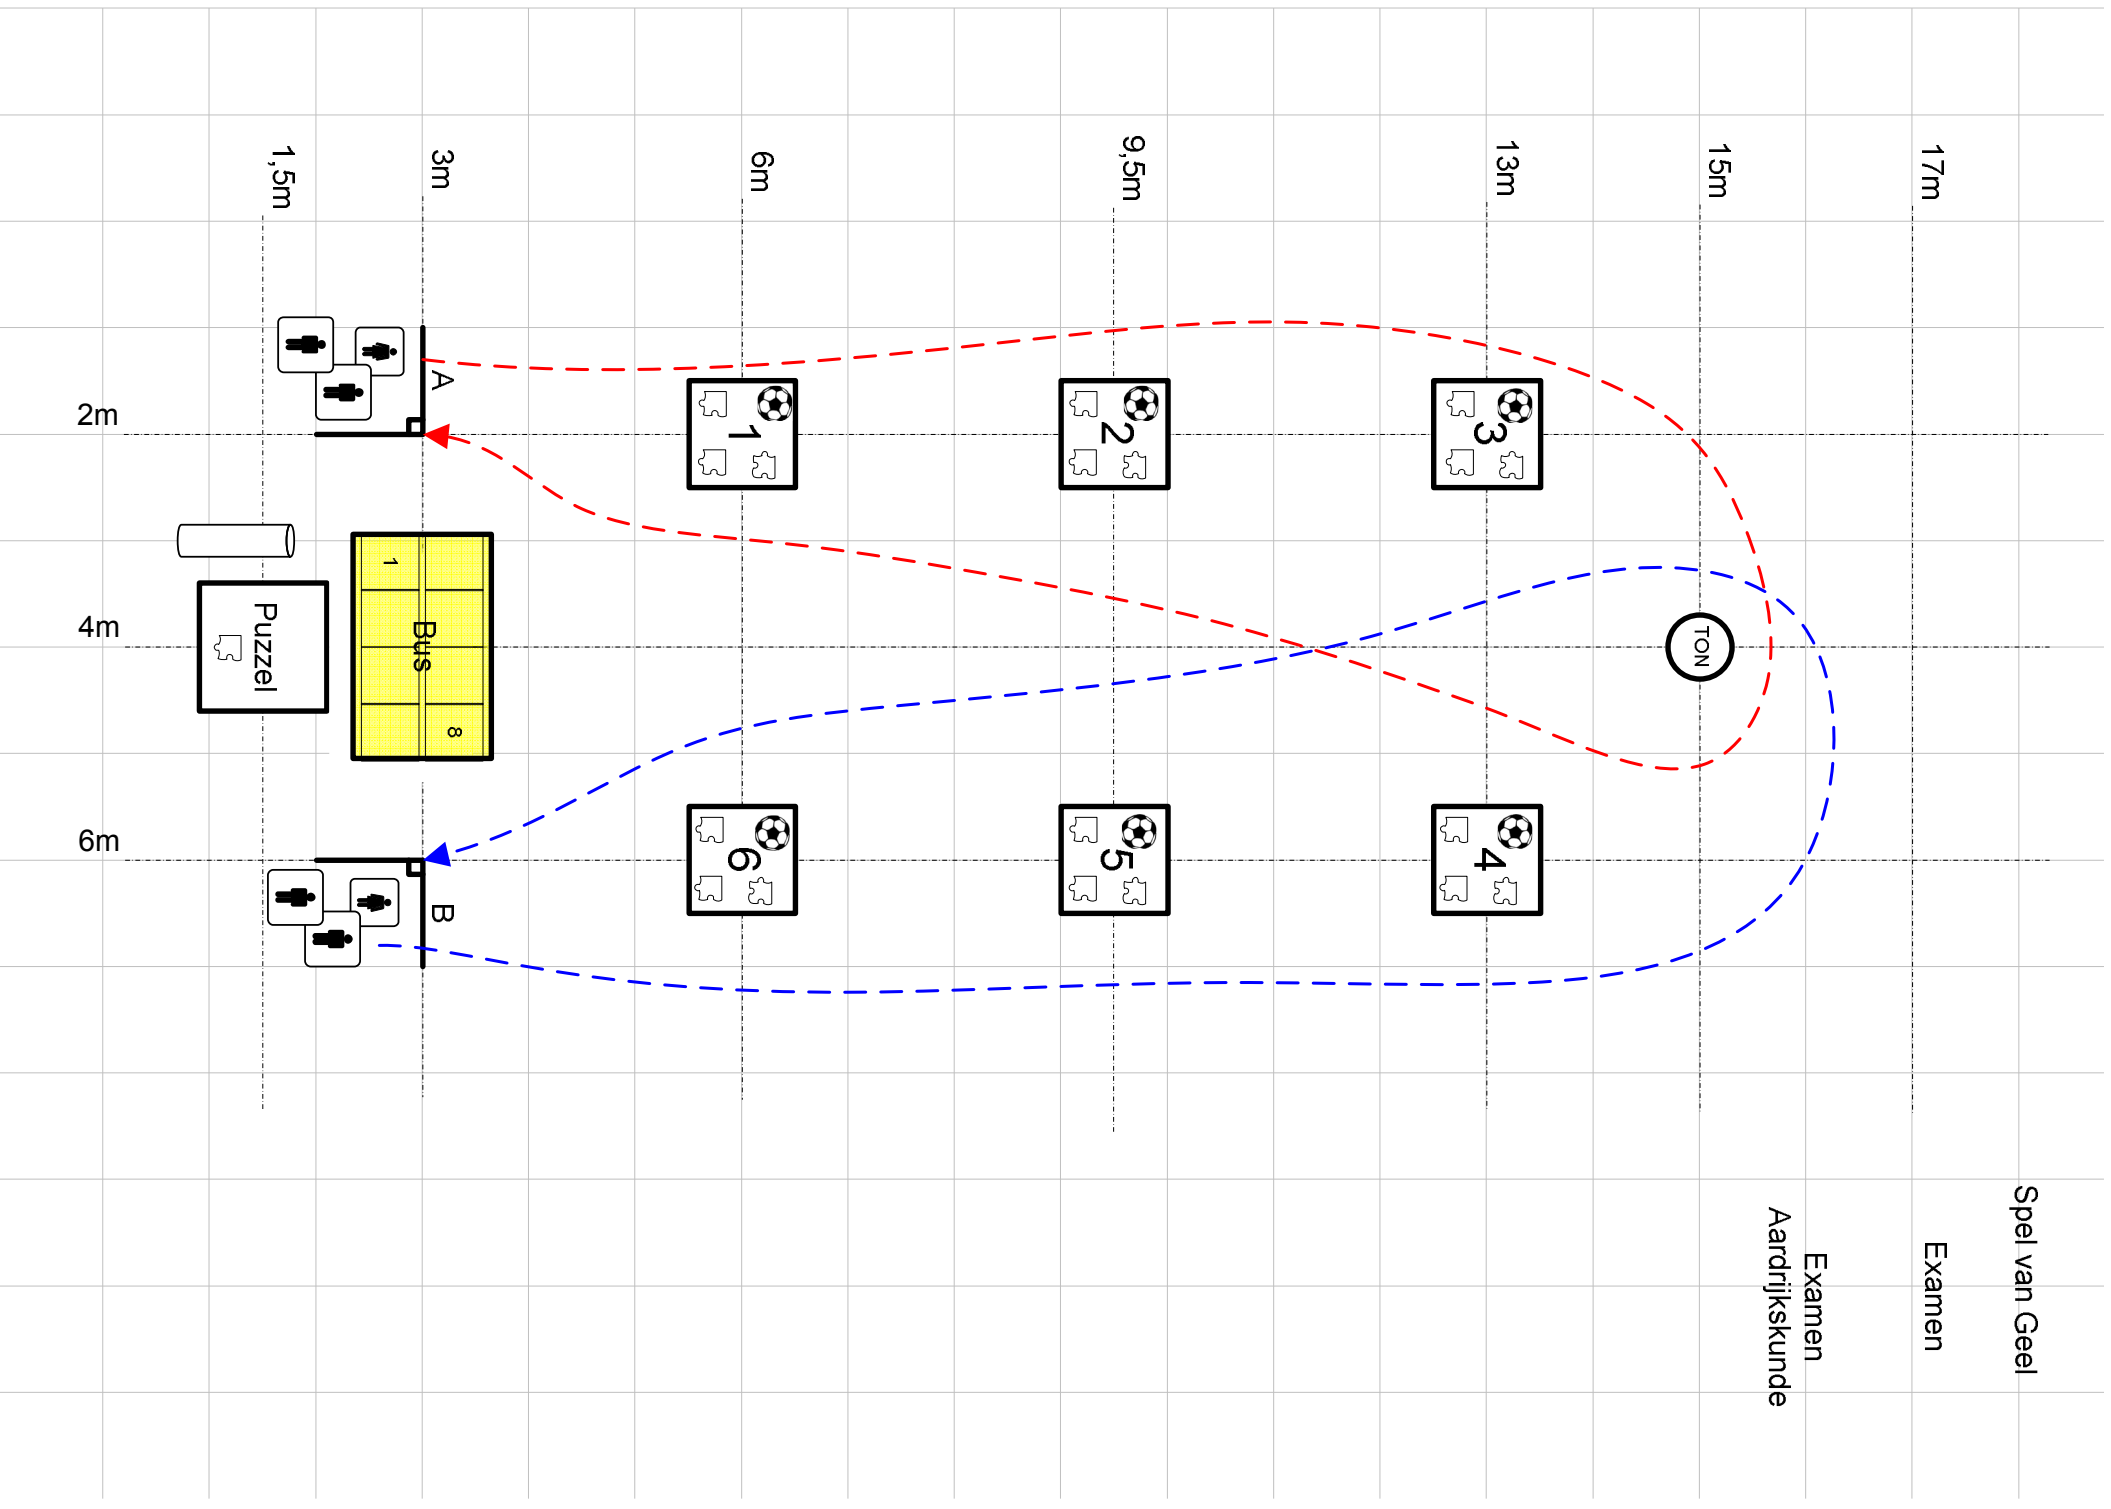 1,5m
3m
6m
9,5m
13m
15m
17m
2m
4m
6m
A
B
1
2
3
4
5
6
TON
1
Bus
8
Puzzel
Spel van Geel
Examen
Examen
Aardrijkskunde